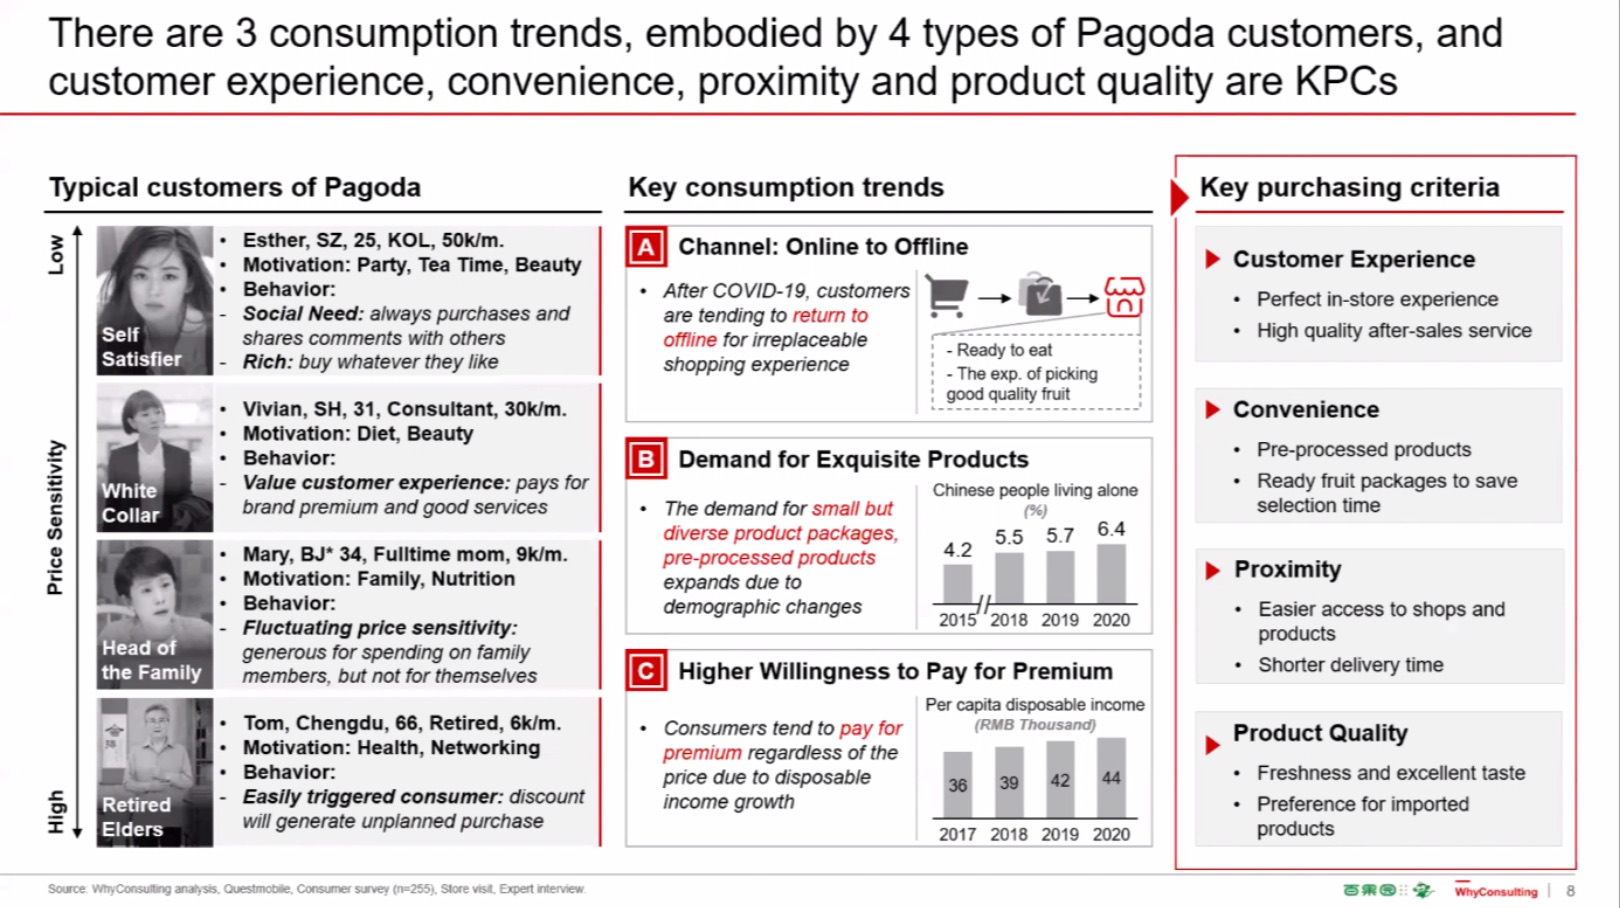 There are 3 consumption trends, embodied by 4 types of Pagoda customers, and
customer experience, convenience, proximity and product quality are KPCs
Typical customers of Pagoda
Low
Price Sensitivity
High
Self
Satisfier
• Esther, SZ, 25, KOL, 50k/m.
• Motivation: Party, Tea Time, Beauty
• Behavior:
- Social Need: always purchases and
shares comments with others
- Rich: buy whatever they like
White
Collar
• Vivian, SH, 31, Consultant, 30k/m.
• Motivation: Diet, Beauty
• Behavior:
- Value customer experience: pays for
brand premium and good services
Head of
the Family
• Mary, BJ* 34, Fulltime mom, 9k/m.
• Motivation: Family, Nutrition
• Behavior:
- Fluctuating price sensitivity:
generous for spending on family
members, but not for themselves
Retired
Elders
• Tom, Chengdu, 66, Retired, 6k/m.
• Motivation: Health, Networking
• Behavior:
- Easily triggered consumer: discount
will generate unplanned purchase
Key consumption trends
A Channel: Online to Offline
• After COVID-19, customers
are tending to return to
offline for irreplaceable
shopping experience
- Ready to eat
- The exp. of picking
good quality fruit
B Demand for Exquisite Products
• The demand for small but
diverse product packages,
pre-processed products
expands due to
demographic changes
Chinese people living alone
(%)
4.2 5.5 5.7 6.4
2015 2018 2019 2020
C Higher Willingness to Pay for Premium
• Consumers tend to pay for
premium regardless of the
price due to disposable
income growth
Per capita disposable income
(RMB Thousand)
36 39 42 44
2017 2018 2019 2020
Key purchasing criteria
Customer Experience
• Perfect in-store experience
• High quality after-sales service
Convenience
• Pre-processed products
• Ready fruit packages to save
selection time
Proximity
• Easier access to shops and
products
• Shorter delivery time
Product Quality
• Freshness and excellent taste
• Preference for imported
products
Source: WhyConsulting analysis, Questmobile, Consumer survey (n=255), Store visit, Expert interview.
百果园
WhyConsulting | 8